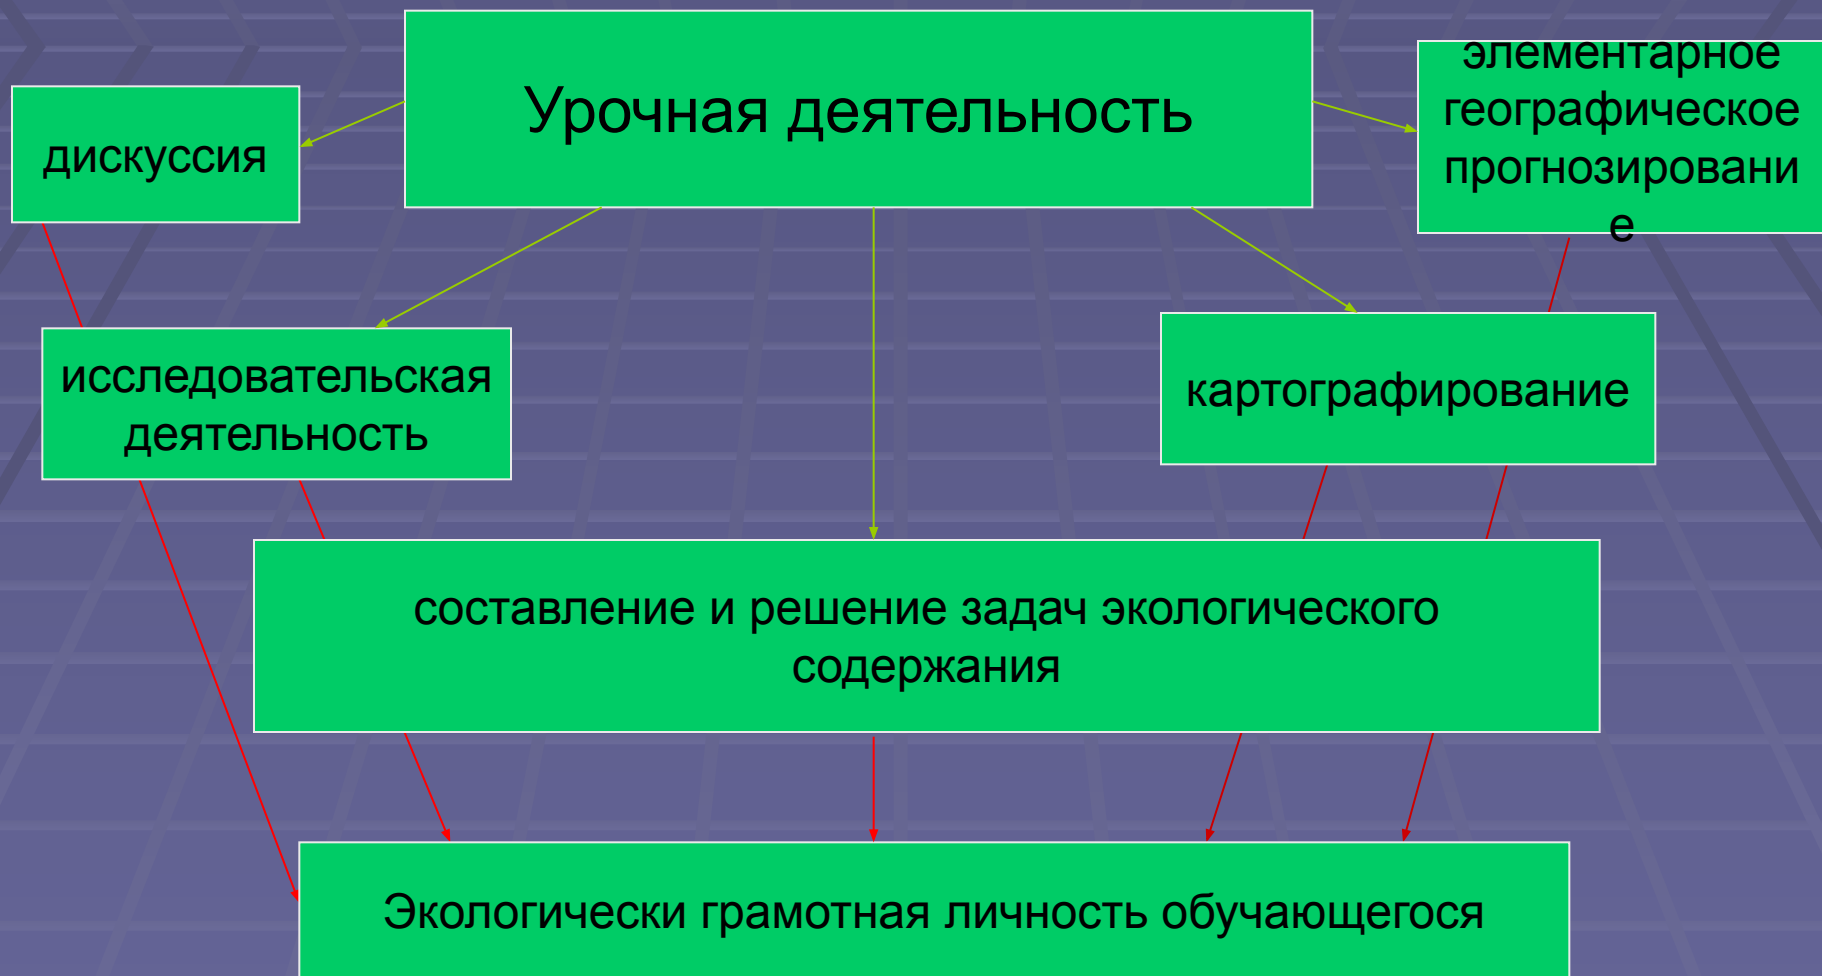 Урочная деятельность
элементарное
географическое
прогнозировани
е
дискуссия
исследовательская
деятельность
картографирование
составление и решение задач экологического
содержания
Экологически грамотная личность обучающегося